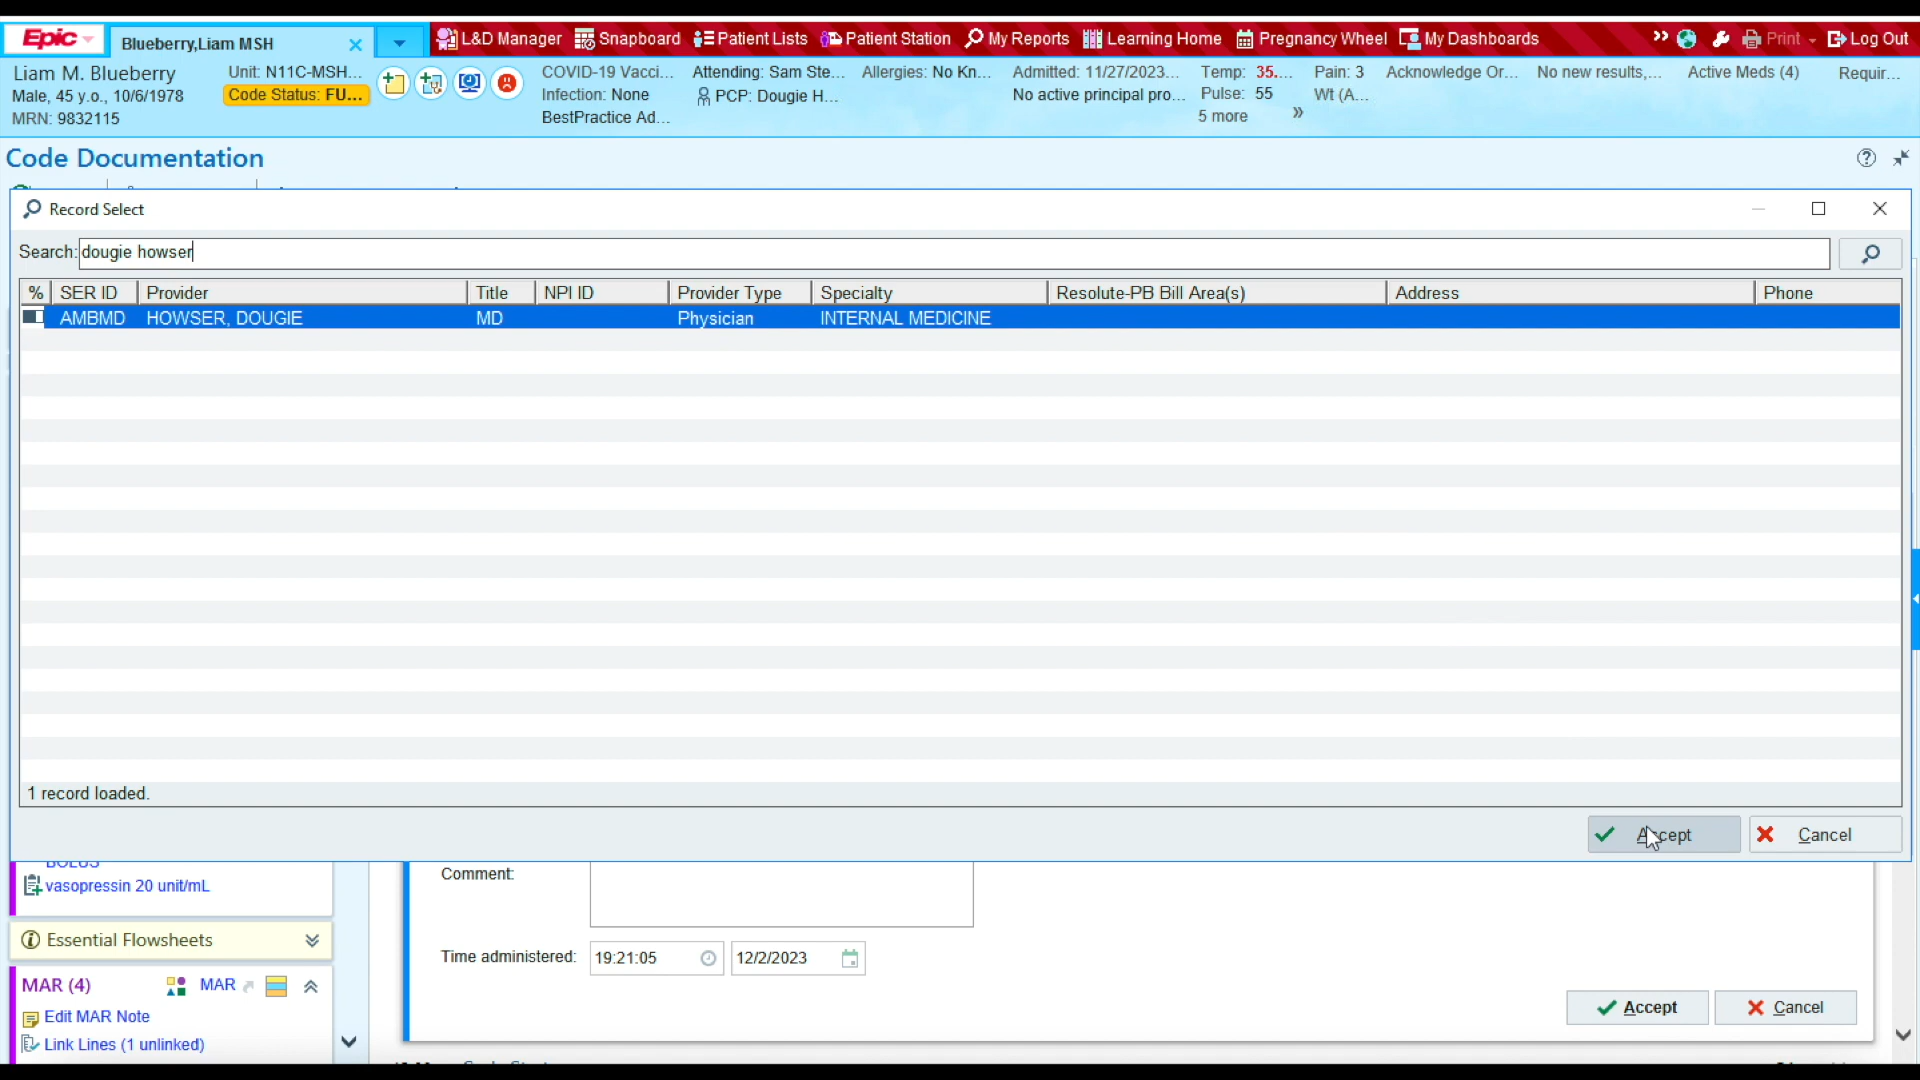 Epic
Blueberry,Liam MSH
L&D Manager
Snapboard
Patient Lists
Patient Station
My Reports
Learning Home
Pregnancy Wheel
My Dashboards
Print
Log Out
Liam M. Blueberry
Male, 45 y.o., 10/6/1978
MRN: 9832115
Unit: N11C-MSH...
Code Status: FU...
COVID-19 Vacci...
Infection: None
BestPractice Ad...
Attending: Sam Ste...
PCP: Dougie H...
Allergies: No Kn...
Admitted: 11/27/2023...
No active principal pro...
Temp: 35....
Pulse: 55
5 more
Pain: 3
Wt (A...
Acknowledge Or...
No new results,...
Active Meds (4)
Requir...
Code Documentation
Record Select
Search: dougie howser
% SER ID Provider Title NPI ID Provider Type Specialty Resolute-PB Bill Area(s) Address Phone
AMBMD HOWSER, DOUGIE MD Physician INTERNAL MEDICINE
1 record loaded.
Accept Cancel
BOLUS
vasopressin 20 unit/mL
Essential Flowsheets
MAR (4) MAR
Edit MAR Note
Link Lines (1 unlinked)
Comment:
Time administered: 19:21:05 12/2/2023
Accept Cancel